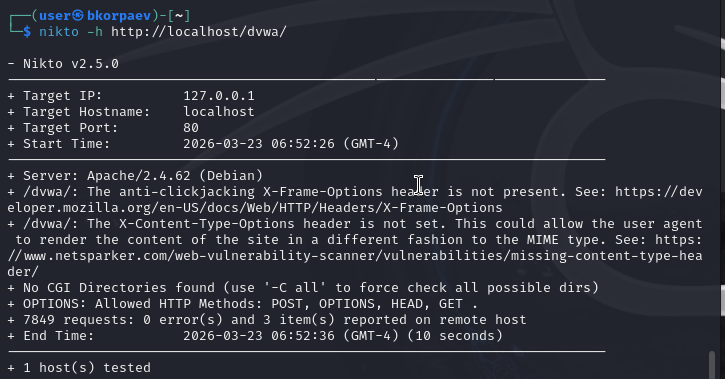 ┌──(user㉿bkorpaev)-[~]
└─$ nikto -h http://localhost/dvwa/
- Nikto v2.5.0
+ Target IP:          127.0.0.1
+ Target Hostname:    localhost
+ Target Port:        80
+ Start Time:         2026-03-23 06:52:26 (GMT-4)
+ Server: Apache/2.4.62 (Debian)
+ /dvwa/: The anti-clickjacking X-Frame-Options header is not present. See: https://dev
eloper.mozilla.org/en-US/docs/Web/HTTP/Headers/X-Frame-Options
+ /dvwa/: The X-Content-Type-Options header is not set. This could allow the user agent
 to render the content of the site in a different fashion to the MIME type. See: https:
//www.netsparker.com/web-vulnerability-scanner/vulnerabilities/missing-content-type-hea
der/
+ No CGI Directories found (use '-C all' to force check all possible dirs)
+ OPTIONS: Allowed HTTP Methods: POST, OPTIONS, HEAD, GET .
+ 7849 requests: 0 error(s) and 3 item(s) reported on remote host
+ End Time:           2026-03-23 06:52:36 (GMT-4) (10 seconds)
+ 1 host(s) tested